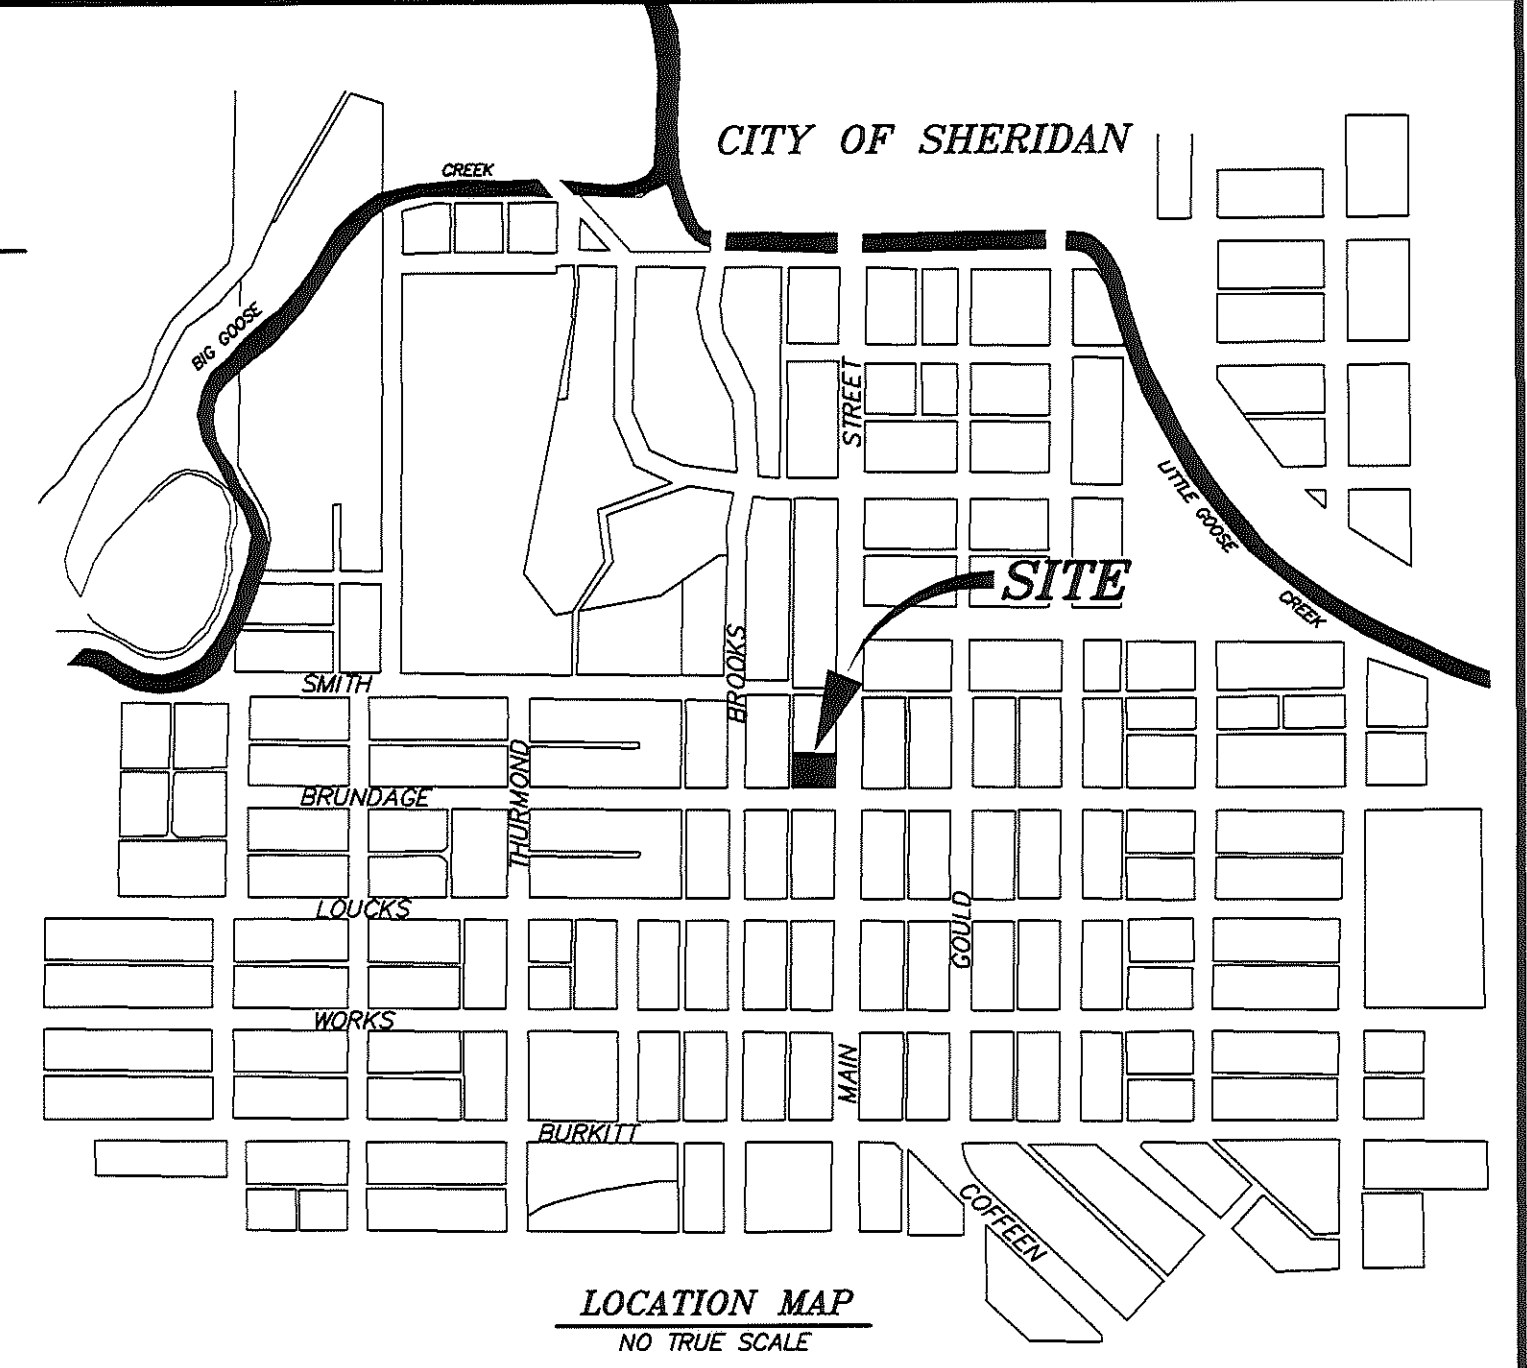 CITY OF SHERIDAN
CREEK
BIG GOOSE
STREET
LITTLE GOOSE
SITE
CREEK
BROOKS
SMITH
THURMOND
BRUNDAGE
LOUCKS
GOULD
WORKS
MAIN
BURKITT
COFFEEN
LOCATION MAP
NO TRUE SCALE